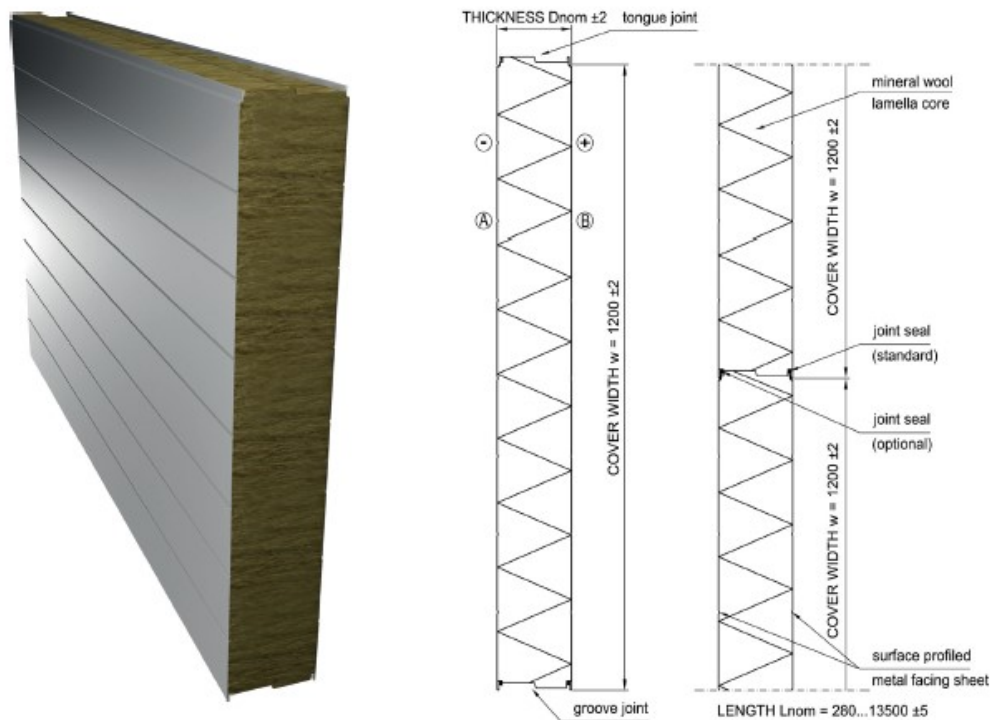 THICKNESS Dnom ±2
tongue joint
mineral wool
lamella core
-
+
A
B
COVER WIDTH w = 1200 ±2
COVER WIDTH w = 1200 ±2
joint seal
(standard)
joint seal
(optional)
COVER WIDTH w = 1200 ±2
surface profiled
metal facing sheet
groove joint
LENGTH Lnom = 280...13500 ±5